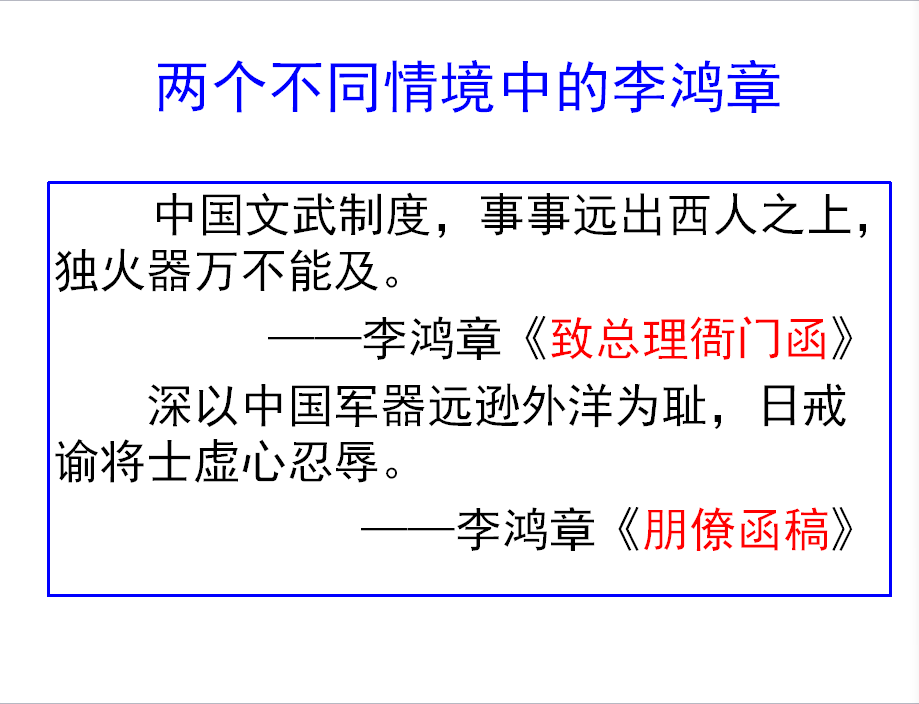 两个不同情境中的李鸿章
中国文武制度，事事远出西人之上，
独火器万不能及。
——李鸿章《致总理衙门函》
深以中国军器远逊外洋为耻，日戒
谕将士虚心忍辱。
——李鸿章《朋僚函稿》